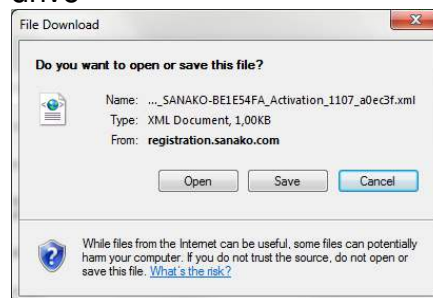 drive
File Download
Do you want to open or save this file?
Name: ..._SANAKO-BE1E54FA_Activation_1107_a0ec3f.xml
Type: XML Document, 1,00KB
From: registration.sanako.com
Open Save Cancel
While files from the Internet can be useful, some files can potentially
harm your computer. If you do not trust the source, do not open or
save this file. What's the risk?